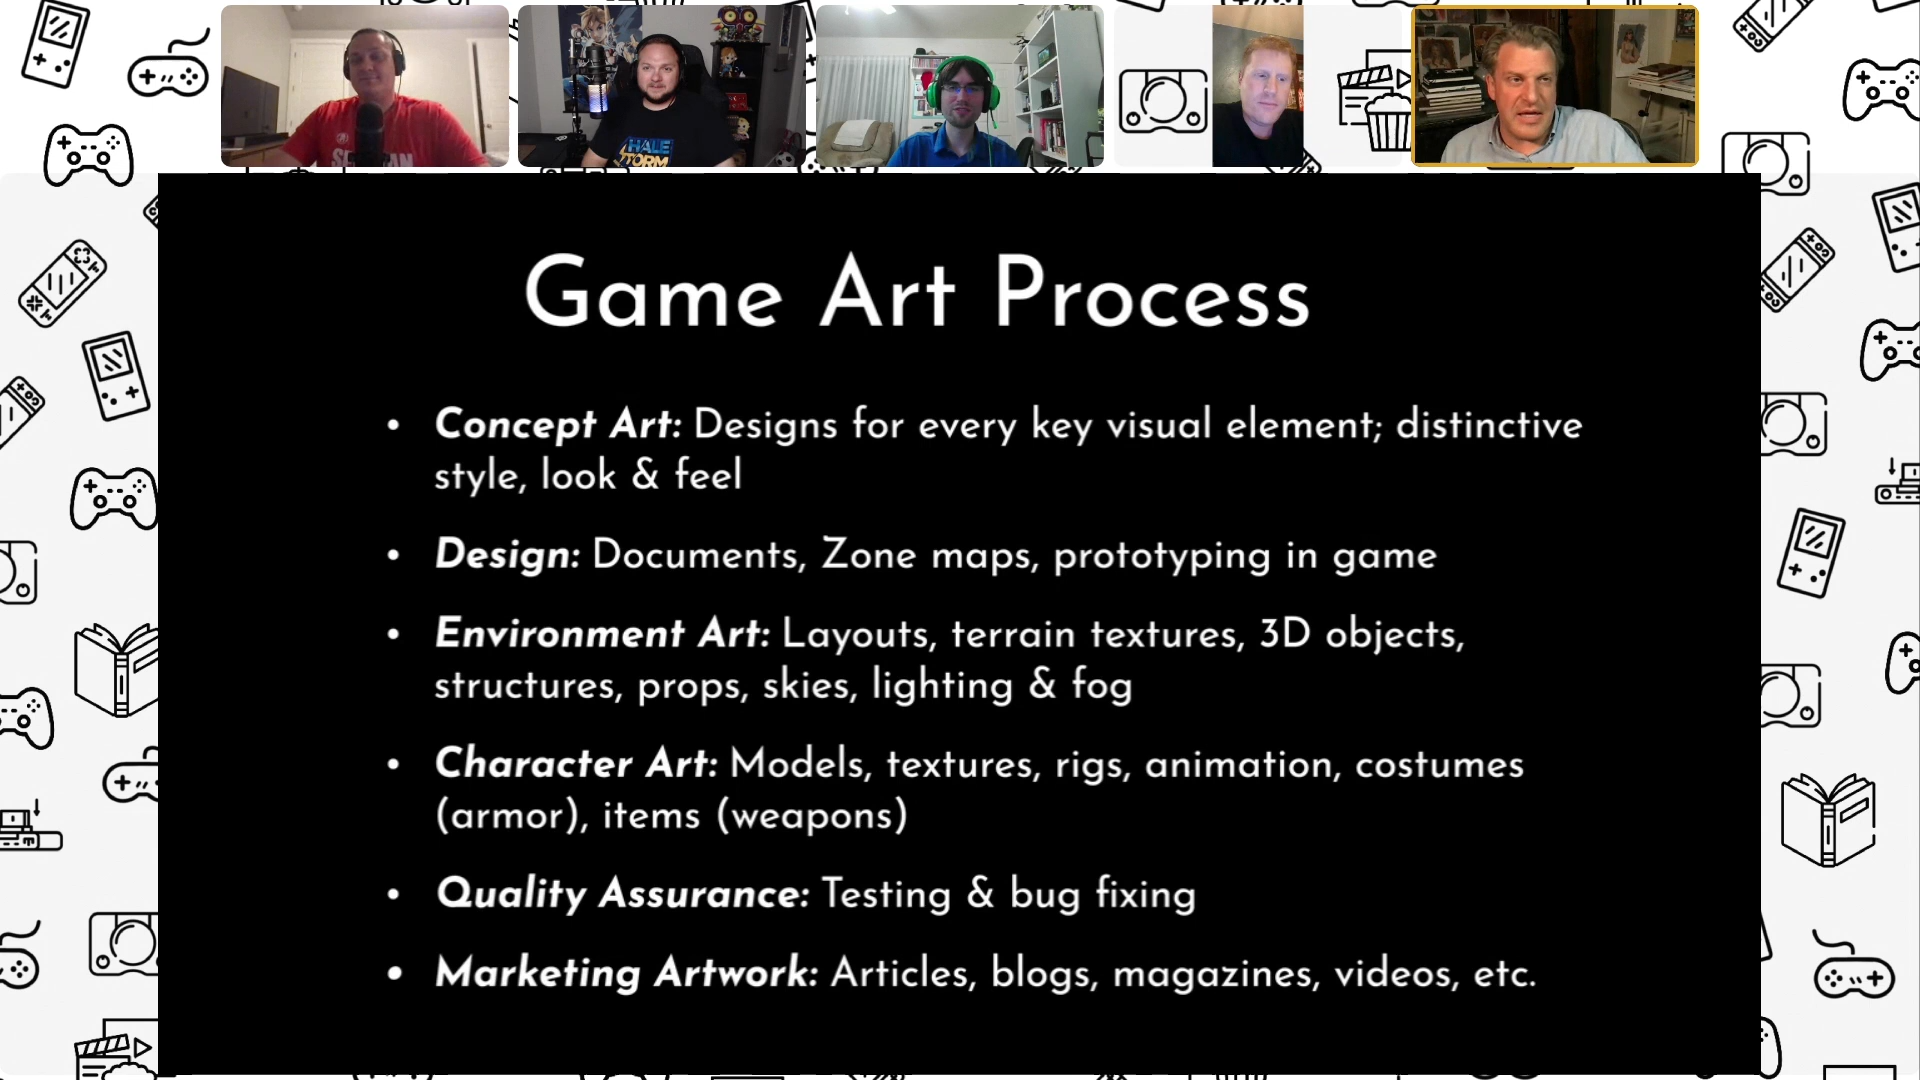 HALE
STORM
Game Art Process
• Concept Art: Designs for every key visual element; distinctive
style, look & feel
• Design: Documents, Zone maps, prototyping in game
• Environment Art: Layouts, terrain textures, 3D objects,
structures, props, skies, lighting & fog
• Character Art: Models, textures, rigs, animation, costumes
(armor), items (weapons)
• Quality Assurance: Testing & bug fixing
• Marketing Artwork: Articles, blogs, magazines, videos, etc.